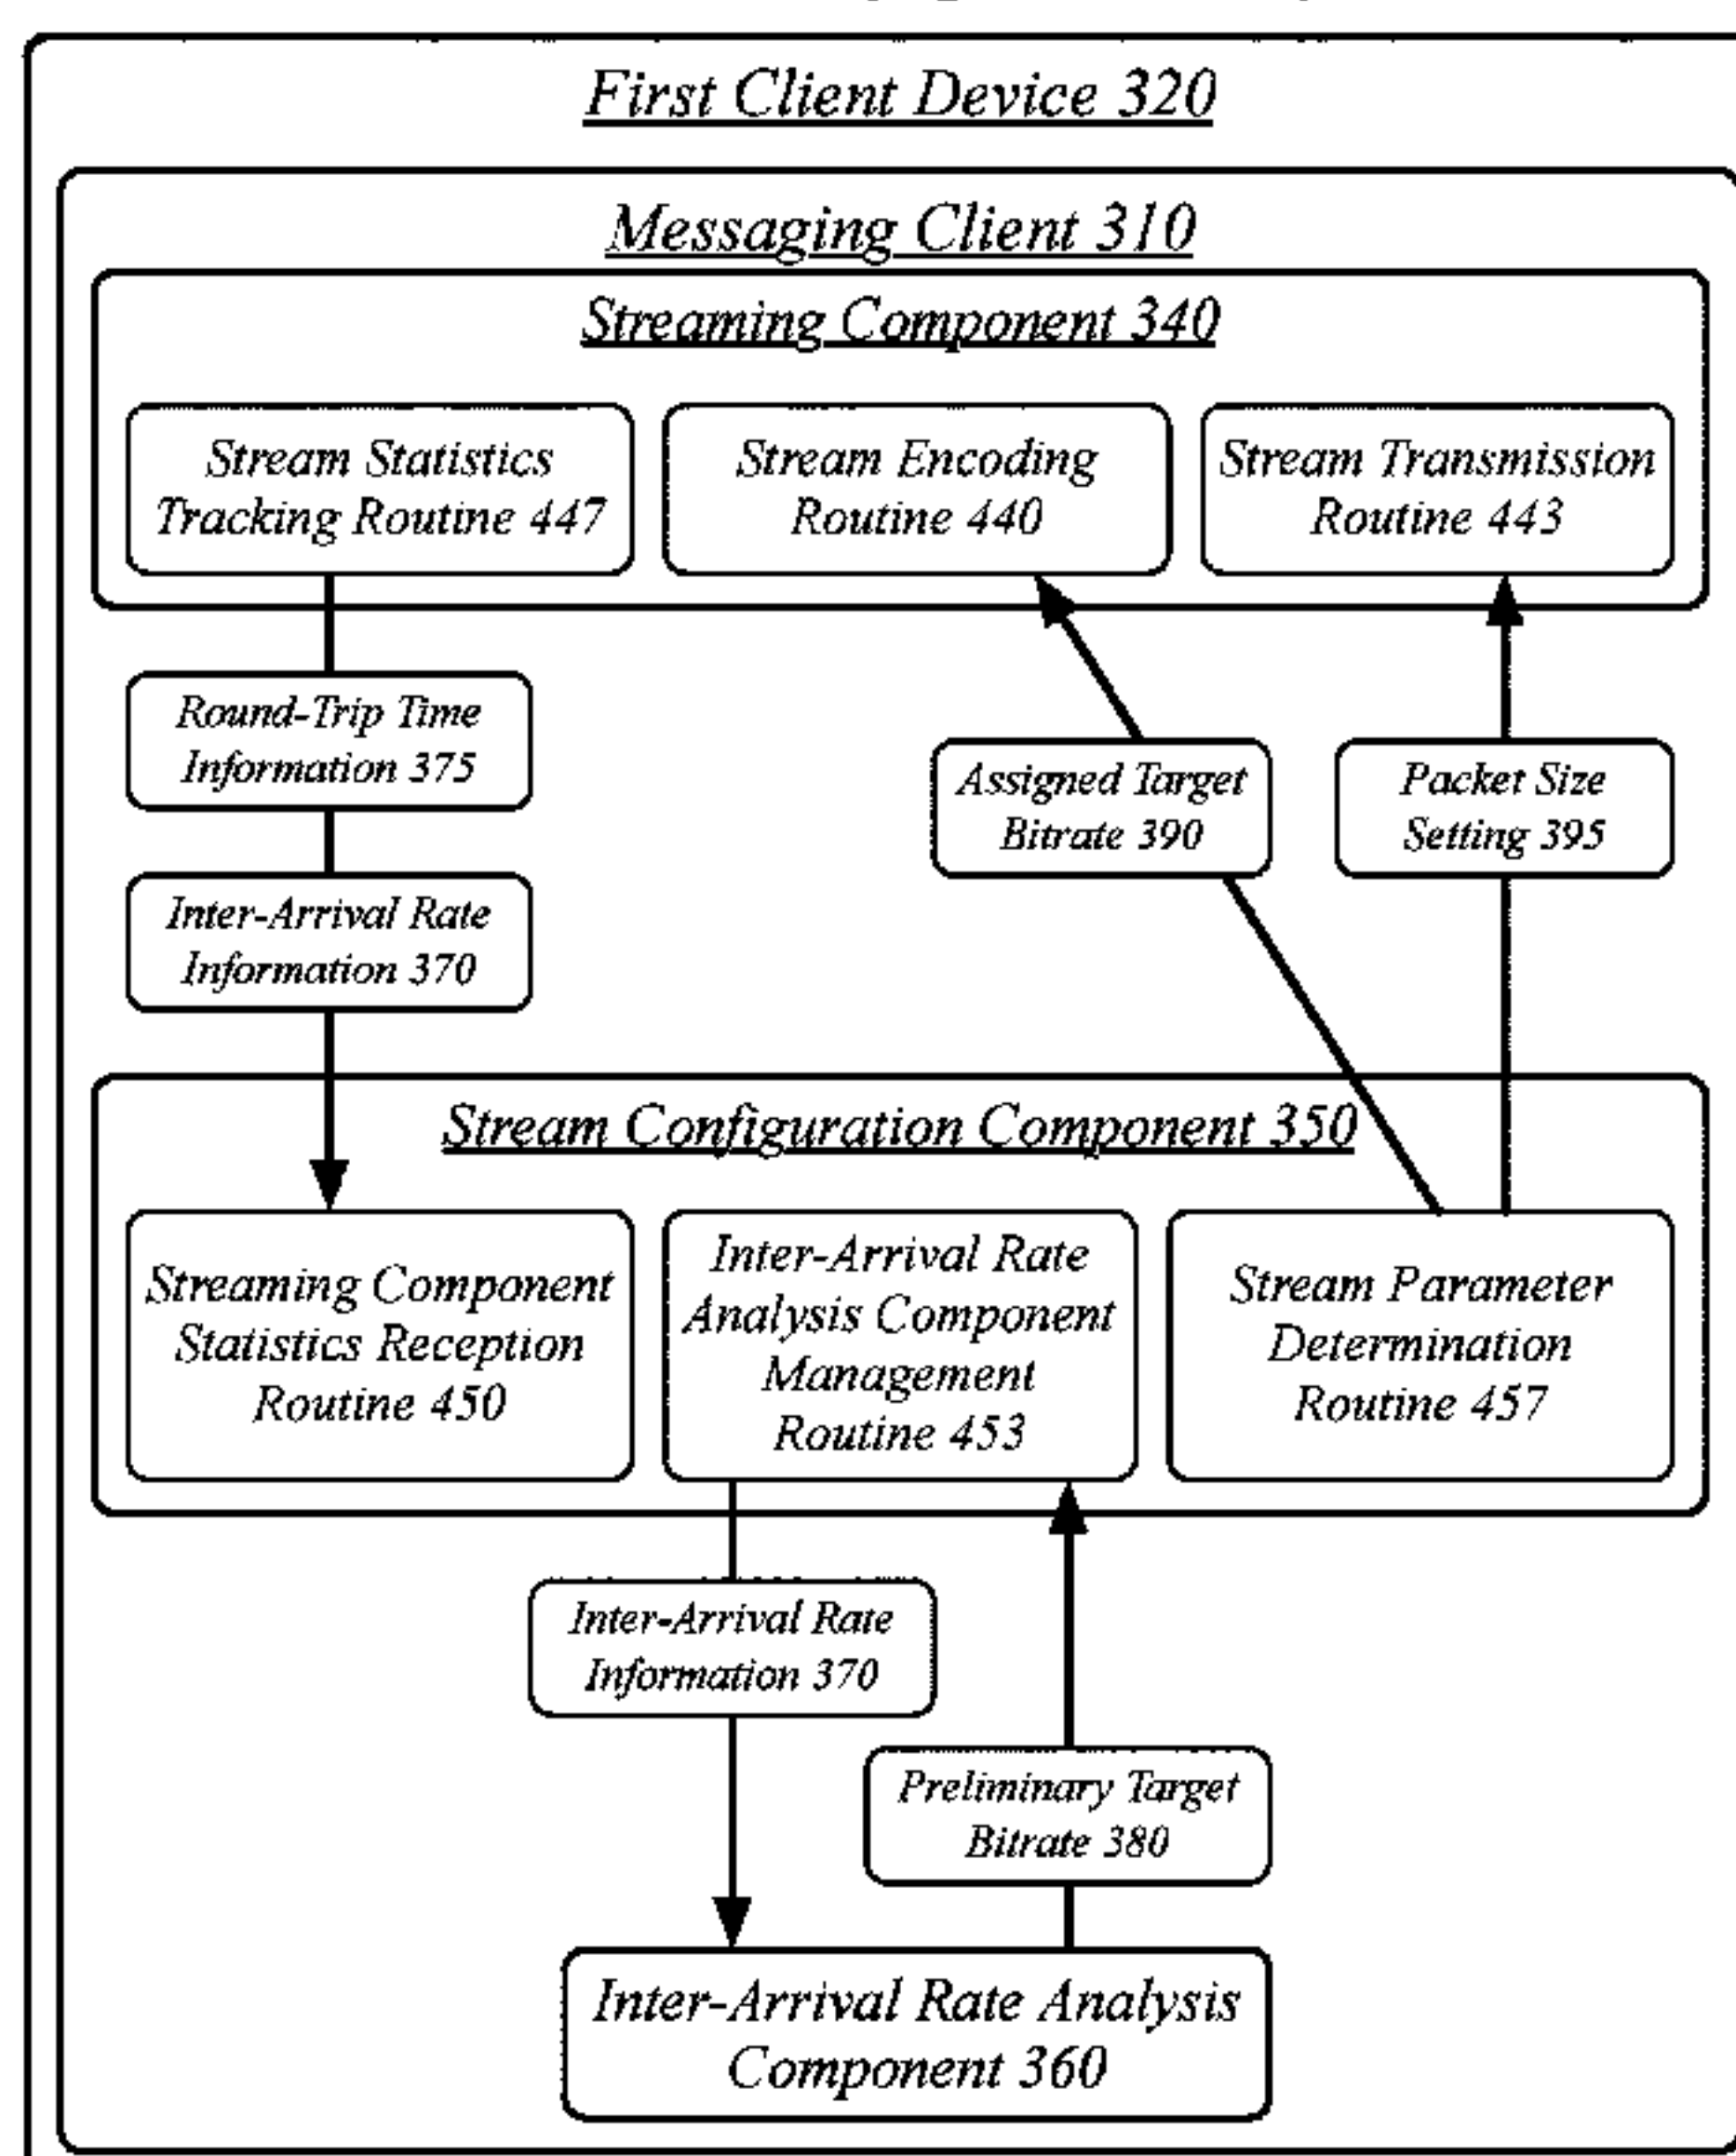 First Client Device 320
Messaging Client 310
Streaming Component 340
Stream Statistics
Tracking Routine 447
Stream Encoding
Routine 440
Stream Transmission
Routine 443
Round-Trip Time
Information 375
Inter-Arrival Rate
Information 370
Assigned Target
Bitrate 390
Packet Size
Setting 395
Stream Configuration Component 350
Streaming Component
Statistics Reception
Routine 450
Inter-Arrival Rate
Analysis Component
Management
Routine 453
Stream Parameter
Determination
Routine 457
Inter-Arrival Rate
Information 370
Preliminary Target
Bitrate 380
Inter-Arrival Rate Analysis
Component 360